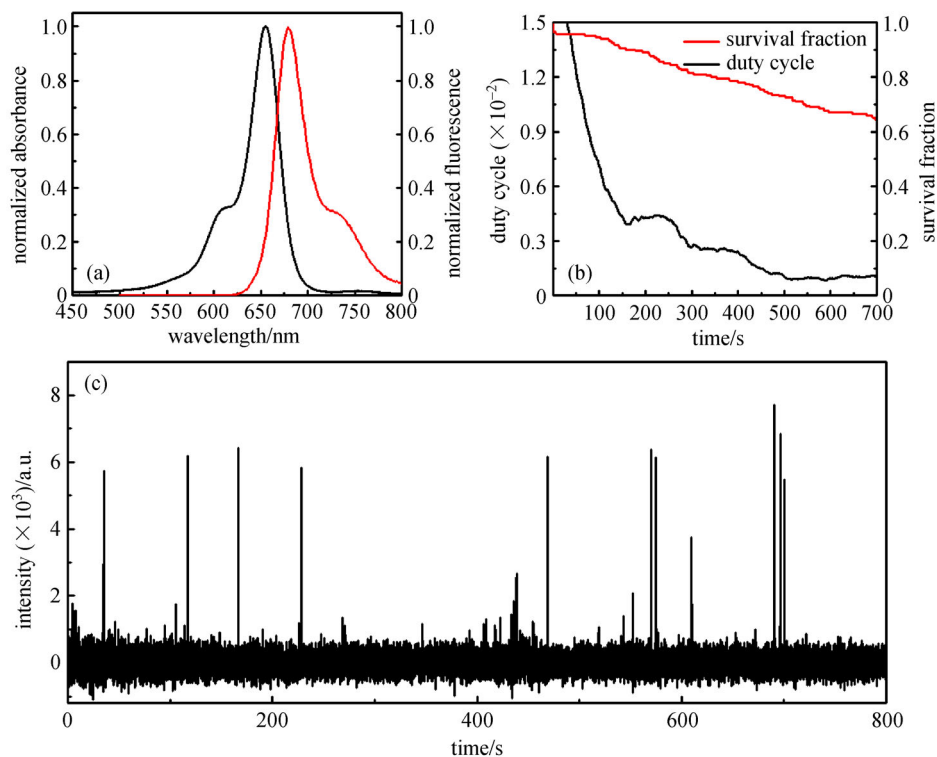 1.0
0.8
0.6
0.4
0.2
0
normalized absorbance
(a)
450 500 550 600 650 700 750 800
wavelength/nm
1.0
0.8
0.6
0.4
0.2
0
normalized fluorescence
1.5
1.2
0.9
0.6
0.3
0
duty cycle (×10⁻²)
survival fraction
duty cycle
(b)
100 200 300 400 500 600 700
time/s
1.0
0.8
0.6
0.4
0.2
0
survival fraction
(c)
8
6
4
2
0
intensity (×10³)/a.u.
0 200 400 600 800
time/s